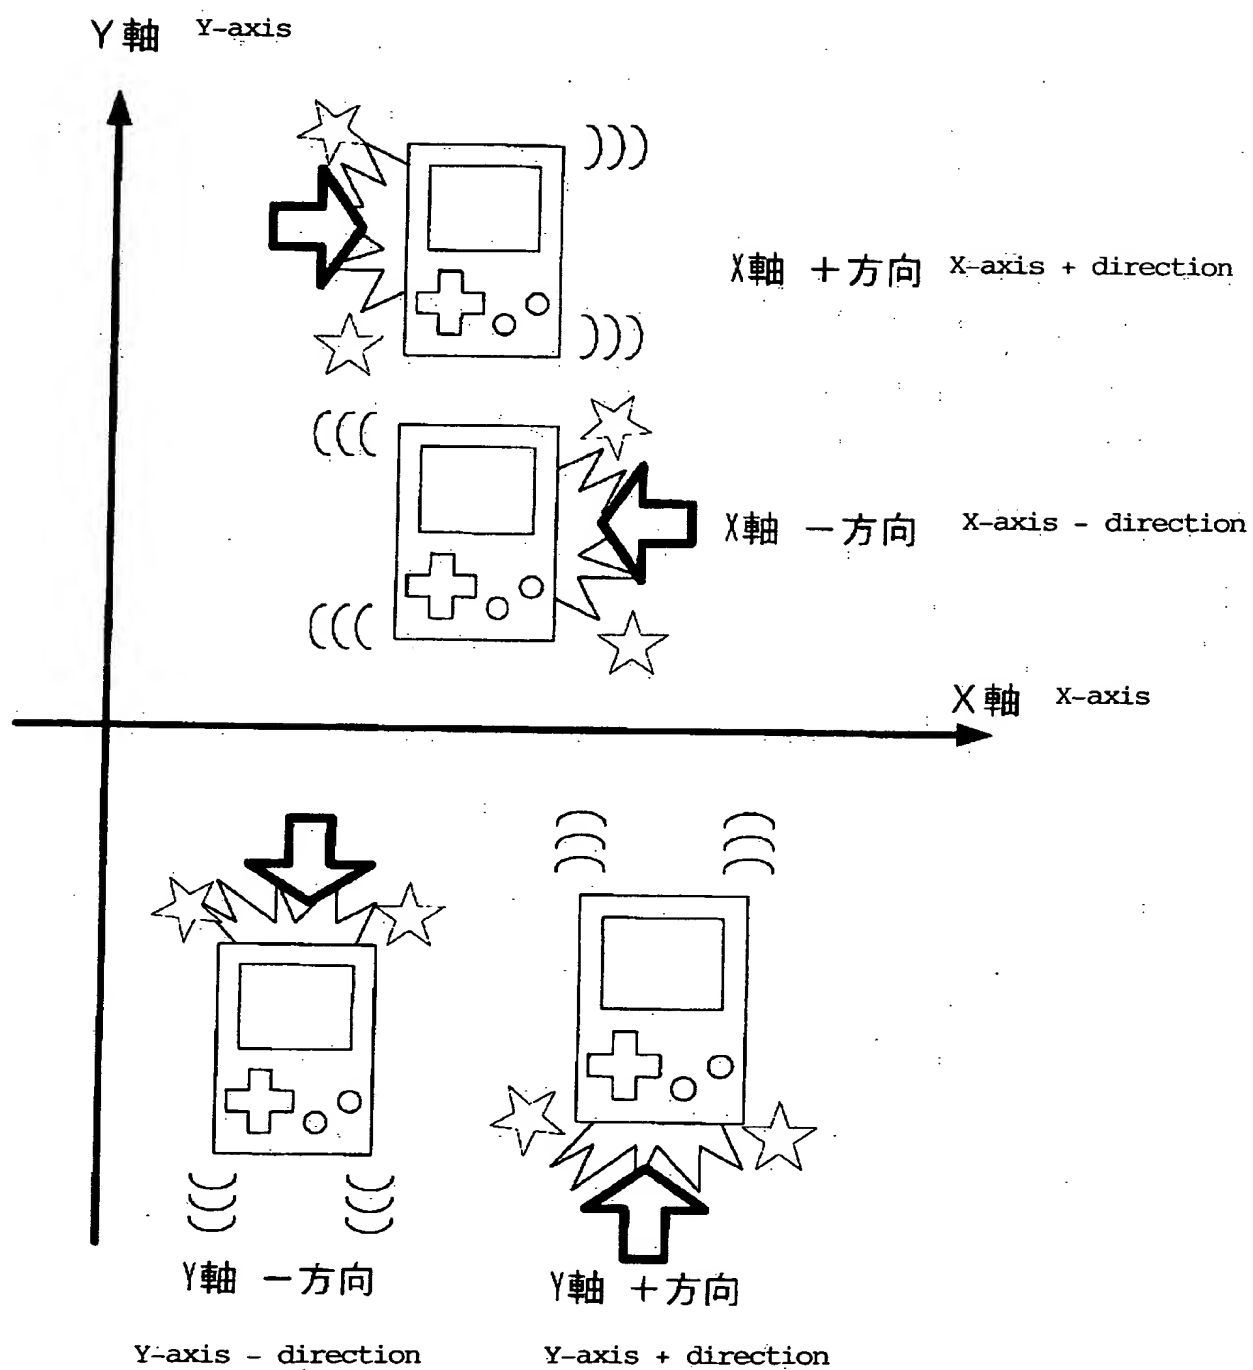 Y軸 Y-axis
X軸 +方向 X-axis + direction
X軸 -方向 X-axis - direction
X軸 X-axis
Y軸 -方向
Y軸 +方向
Y-axis - direction
Y-axis + direction